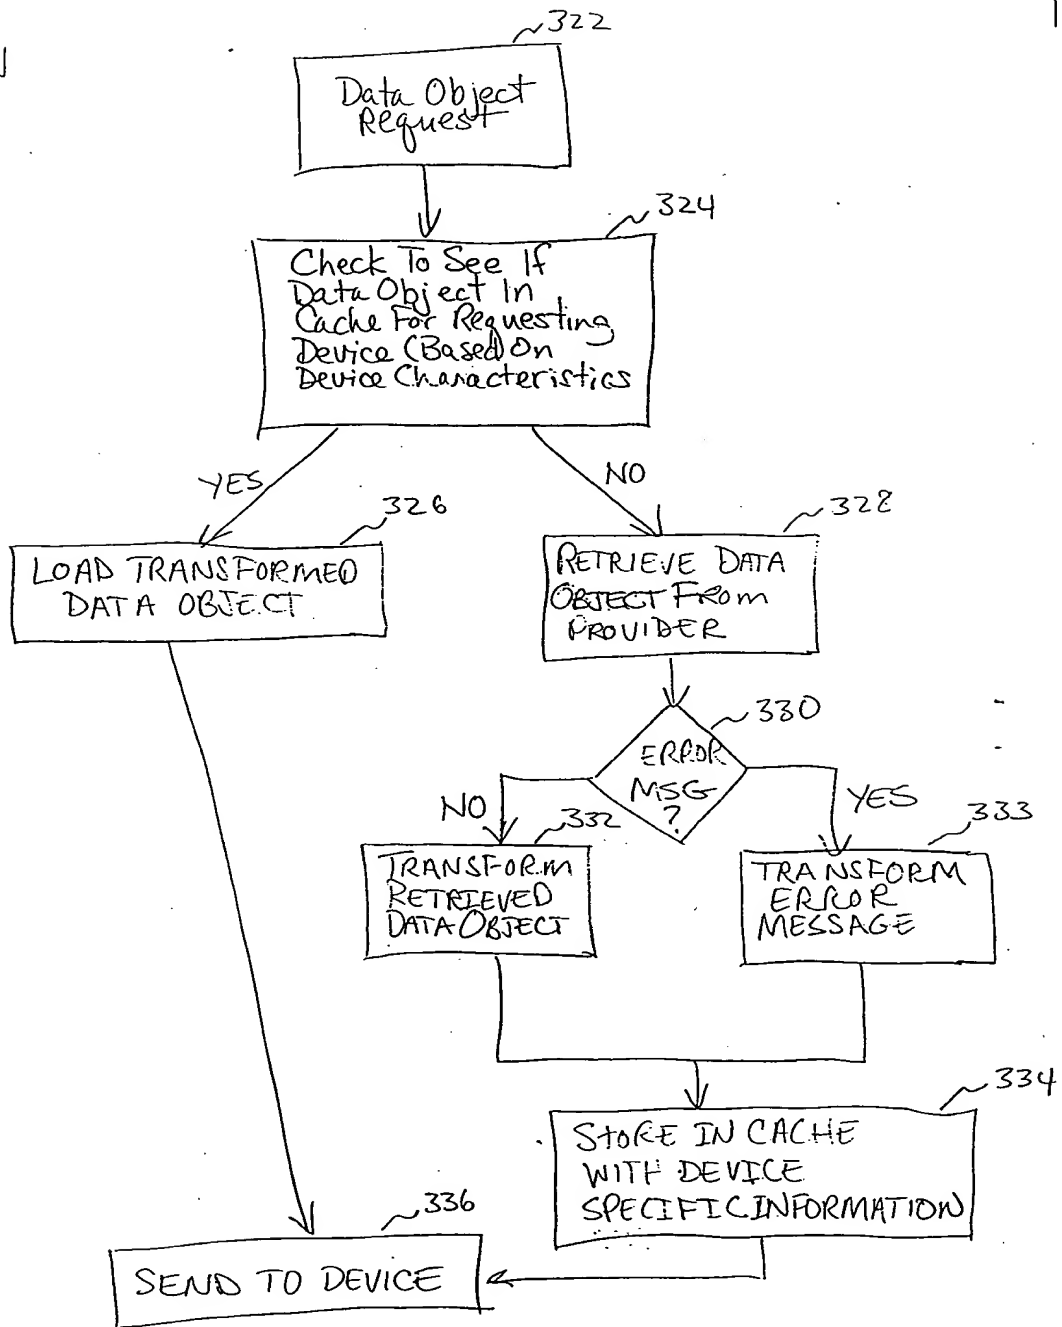 322
Data Object
Request
324
Check To See If
Data Object In
Cache For Requesting
Device (Based On
Device Characteristics
YES
NO
326
LOAD TRANSFORMED
DATA OBJECT
328
RETRIEVE DATA
OBJECT FROM
PROVIDER
330
ERROR
MSG
?
NO
YES
332
TRANSFORM
RETRIEVED
DATA OBJECT
333
TRANSFORM
ERROR
MESSAGE
334
STORE IN CACHE
WITH DEVICE
SPECIFIC INFORMATION
336
SEND TO DEVICE